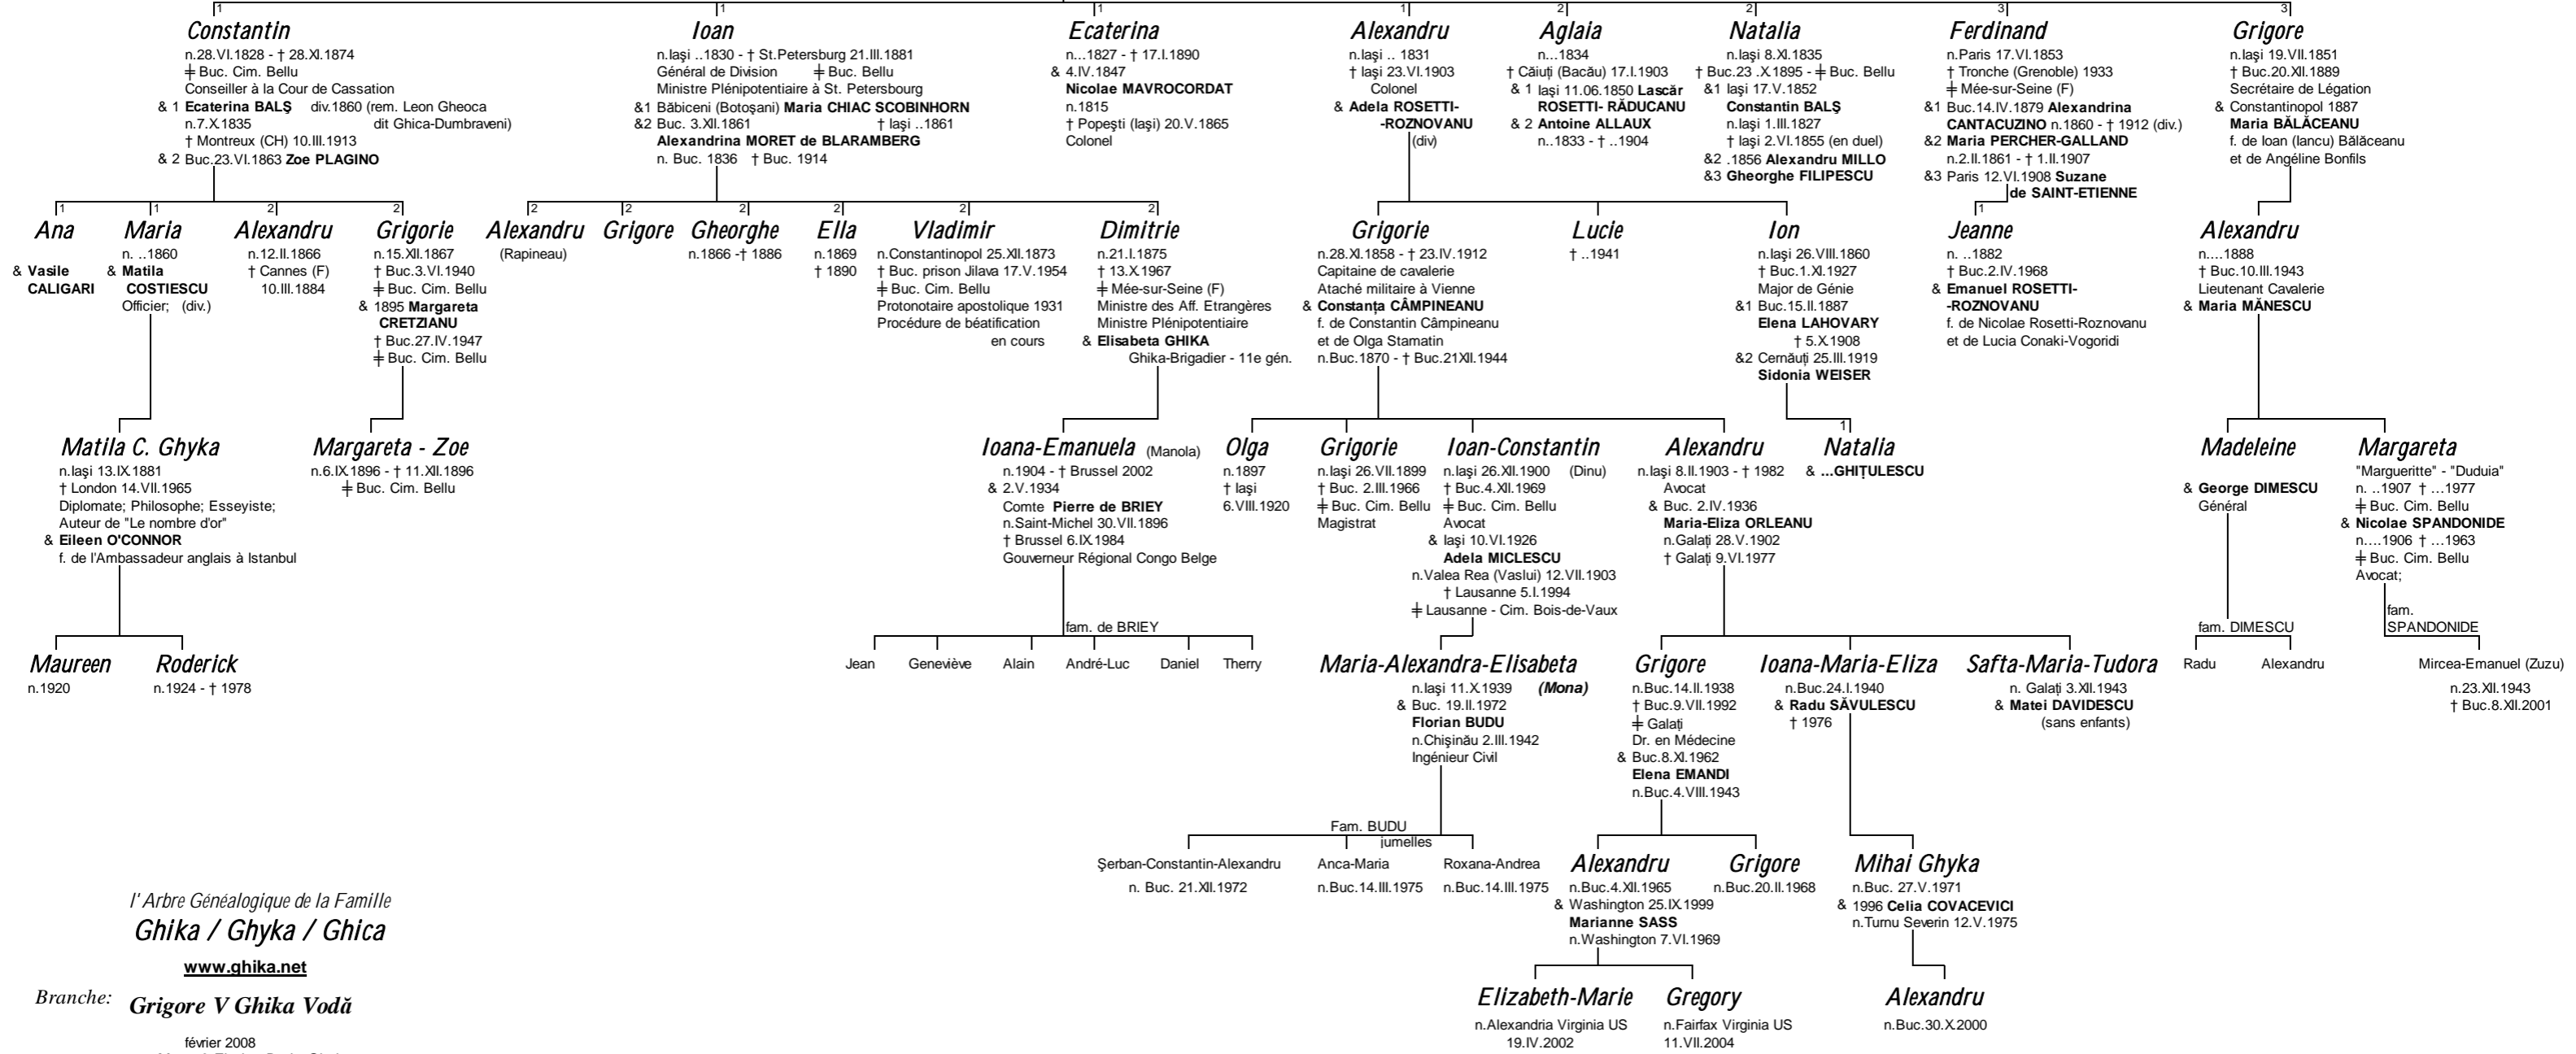 1
1
1
1
2
2
3
3
Constantin
n.28.VI.1828 - † 28.XI.1874
╪ Buc. Cim. Bellu
Conseiller à la Cour de Cassation
& 1 Ecaterina BALŞ div.1860 (rem. Leon Gheoca
n.7.X.1835 dit Ghica-Dumbraveni)
† Montreux (CH) 10.III.1913
& 2 Buc.23.VI.1863 Zoe PLAGINO
Ioan
n.Iaşi ..1830 - † St.Petersburg 21.III.1881
Général de Division ╪ Buc. Bellu
Ministre Plénipotentiaire à St. Petersbourg
&1 Băbiceni (Botoşani) Maria CHIAC SCOBINHORN
&2 Buc. 3.XII.1861 † Iaşi ..1861
Alexandrina MORET de BLARAMBERG
n. Buc. 1836 † Buc. 1914
Ecaterina
n...1827 - † 17.I.1890
& 4.IV.1847
Nicolae MAVROCORDAT
n.1815
† Popeşti (Iaşi) 20.V.1865
Colonel
Alexandru
n.Iaşi .. 1831
† Iaşi 23.VI.1903
Colonel
& Adela ROSETTI-
-ROZNOVANU
(div)
Aglaia
n...1834
† Căiuţi (Bacău) 17.I.1903
& 1 Iaşi 11.06.1850 Lascăr
ROSETTI- RĂDUCANU
& 2 Antoine ALLAUX
n..1833 - † ..1904
Natalia
n.Iaşi 8.XI.1835
† Buc.23 .X.1895 - ╪ Buc. Bellu
&1 Iaşi 17.V.1852
Constantin BALŞ
n.Iaşi 1.III.1827
† Iaşi 2.VI.1855 (en duel)
&2 .1856 Alexandru MILLO
&3 Gheorghe FILIPESCU
Ferdinand
n.Paris 17.VI.1853
† Tronche (Grenoble) 1933
╪ Mée-sur-Seine (F)
&1 Buc.14.IV.1879 Alexandrina
CANTACUZINO n.1860 - † 1912 (div.)
&2 Maria PERCHER-GALLAND
n.2.II.1861 - † 1.II.1907
&3 Paris 12.VI.1908 Suzane
de SAINT-ETIENNE
Grigore
n.Iaşi 19.VII.1851
† Buc.20.XII.1889
Secrétaire de Légation
& Constantinopol 1887
Maria BĂLĂCEANU
f. de Ioan (Iancu) Bălăceanu
et de Angéline Bonfils
1
1
2
2
2
2
2
2
2
2
1
Ana
& Vasile
CALIGARI
Maria
n. ..1860
& Matila
COSTIESCU
Officier; (div.)
Alexandru
n.12.II.1866
† Cannes (F)
10.III.1884
Grigorie
n.15.XII.1867
† Buc.3.VI.1940
╪ Buc. Cim. Bellu
& 1895 Margareta
CRETZIANU
† Buc.27.IV.1947
╪ Buc. Cim. Bellu
Alexandru
(Rapineau)
Grigore
Gheorghe
n.1866 -† 1886
Ella
n.1869
† 1890
Vladimir
n.Constantinopol 25.XII.1873
† Buc. prison Jilava 17.V.1954
╪ Buc. Cim. Bellu
Protonotaire apostolique 1931
Procédure de béatification
en cours
Dimitrie
n.21.I.1875
† 13.X.1967
╪ Mée-sur-Seine (F)
Ministre des Aff. Etrangères
Ministre Plénipotentiaire
& Elisabeta GHIKA
Ghika-Brigadier - 11e gén.
Grigorie
n.28.XI.1858 - † 23.IV.1912
Capitaine de cavalerie
Ataché militaire à Vienne
& Constanţa CÂMPINEANU
f. de Constantin Câmpineanu
et de Olga Stamatin
n.Buc.1870 - † Buc.21XII.1944
Lucie
† ..1941
Ion
n.Iaşi 26.VIII.1860
† Buc.1.XI.1927
Major de Génie
&1 Buc.15.II.1887
Elena LAHOVARY
† 5.X.1908
&2 Cernăuţi 25.III.1919
Sidonia WEISER
Jeanne
n. ..1882
† Buc.2.IV.1968
& Emanuel ROSETTI-
-ROZNOVANU
f. de Nicolae Rosetti-Roznovanu
et de Lucia Conaki-Vogoridi
Alexandru
n....1888
† Buc.10.III.1943
Lieutenant Cavalerie
& Maria MĂNESCU
Matila C. Ghyka
n.Iaşi 13.IX.1881
† London 14.VII.1965
Diplomate; Philosophe; Esseyiste;
Auteur de "Le nombre d'or"
& Eileen O'CONNOR
f. de l'Ambassadeur anglais à Istanbul
Margareta - Zoe
n.6.IX.1896 - † 11.XII.1896
╪ Buc. Cim. Bellu
Ioana-Emanuela (Manola)
n.1904 - † Brussel 2002
& 2.V.1934
Comte Pierre de BRIEY
n.Saint-Michel 30.VII.1896
† Brussel 6.IX.1984
Gouverneur Régional Congo Belge
Olga
n.1897
† Iaşi
6.VIII.1920
Grigorie
n.Iaşi 26.VII.1899
† Buc. 2.III.1966
╪ Buc. Cim. Bellu
Magistrat
Ioan-Constantin
n.Iaşi 26.XII.1900 (Dinu)
† Buc.4.XII.1969
╪ Buc. Cim. Bellu
Avocat
& Iaşi 10.VI.1926
Adela MICLESCU
n.Valea Rea (Vaslui) 12.VII.1903
† Lausanne 5.I.1994
╪ Lausanne - Cim. Bois-de-Vaux
Alexandru
n.Iaşi 8.II.1903 - † 1982
Avocat
& Buc. 2.IV.1936
Maria-Eliza ORLEANU
n.Galaţi 28.V.1902
† Galaţi 9.VI.1977
1
Natalia
& ...GHIŢULESCU
Madeleine
& George DIMESCU
Général
Margareta
"Margueritte" - "Duduia"
n. ..1907 † ...1977
╪ Buc. Cim. Bellu
& Nicolae SPANDONIDE
n....1906 † ...1963
╪ Buc. Cim. Bellu
Avocat;
Maureen
n.1920
Roderick
n.1924 - † 1978
fam. de BRIEY
Jean
Geneviève
Alain
André-Luc
Daniel
Therry
Maria-Alexandra-Elisabeta
n.Iaşi 11.X.1939 (Mona)
& Buc. 19.II.1972
Florian BUDU
n.Chişinău 2.III.1942
Ingénieur Civil
Grigore
n.Buc.14.II.1938
† Buc.9.VII.1992
╪ Galaţi
Dr. en Médecine
& Buc.8.XI.1962
Elena EMANDI
n.Buc.4.VIII.1943
Ioana-Maria-Eliza
n.Buc.24.I.1940
& Radu SĂVULESCU
† 1976
Safta-Maria-Tudora
n. Galaţi 3.XII.1943
& Matei DAVIDESCU
(sans enfants)
fam. DIMESCU
Radu
Alexandru
fam.
SPANDONIDE
Mircea-Emanuel (Zuzu)
n.23.XII.1943
† Buc.8.XII.2001
Fam. BUDU
jumelles
Şerban-Constantin-Alexandru
n. Buc. 21.XII.1972
Anca-Maria
n.Buc.14.III.1975
Roxana-Andrea
n.Buc.14.III.1975
Alexandru
n.Buc.4.XII.1965
& Washington 25.IX.1999
Marianne SASS
n.Washington 7.VI.1969
Grigore
n.Buc.20.II.1968
Mihai Ghyka
n.Buc. 27.V.1971
& 1996 Celia COVACEVICI
n.Turnu Severin 12.V.1975
Elizabeth-Marie
n.Alexandria Virginia US
19.IV.2002
Gregory
n.Fairfax Virginia US
11.VII.2004
Alexandru
n.Buc.30.X.2000
l'Arbre Généalogique de la Famille
Ghika / Ghyka / Ghica
www.ghika.net
Branche: Grigore V Ghika Vodă
février 2008